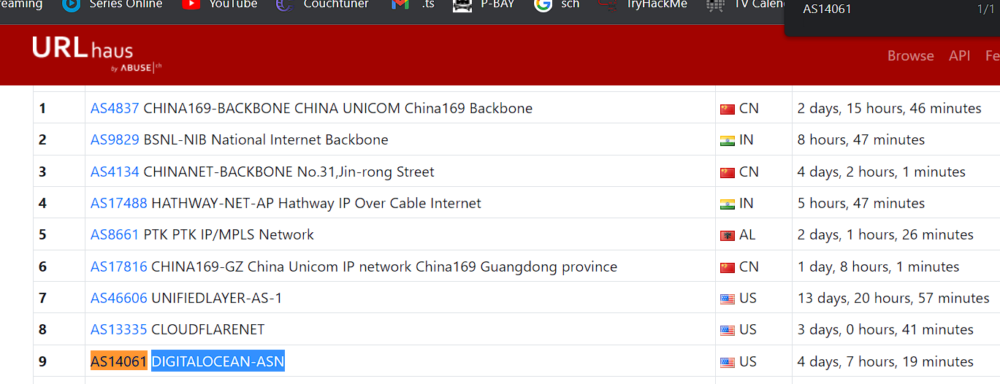 eaming Series Online YouTube Couchtuner .ts P-BAY sch TryHackMe TV Calen
AS14061 1/1
URLhaus
by ABUSE|ch
Browse API Fe
1 AS4837 CHINA169-BACKBONE CHINA UNICOM China169 Backbone CN 2 days, 15 hours, 46 minutes
2 AS9829 BSNL-NIB National Internet Backbone IN 8 hours, 47 minutes
3 AS4134 CHINANET-BACKBONE No.31,Jin-rong Street CN 4 days, 2 hours, 1 minutes
4 AS17488 HATHWAY-NET-AP Hathway IP Over Cable Internet IN 5 hours, 47 minutes
5 AS8661 PTK PTK IP/MPLS Network AL 2 days, 1 hours, 26 minutes
6 AS17816 CHINA169-GZ China Unicom IP network China169 Guangdong province CN 1 day, 8 hours, 1 minutes
7 AS46606 UNIFIEDLAYER-AS-1 US 13 days, 20 hours, 57 minutes
8 AS13335 CLOUDFLARENET US 3 days, 0 hours, 41 minutes
9 AS14061 DIGITALOCEAN-ASN US 4 days, 7 hours, 19 minutes